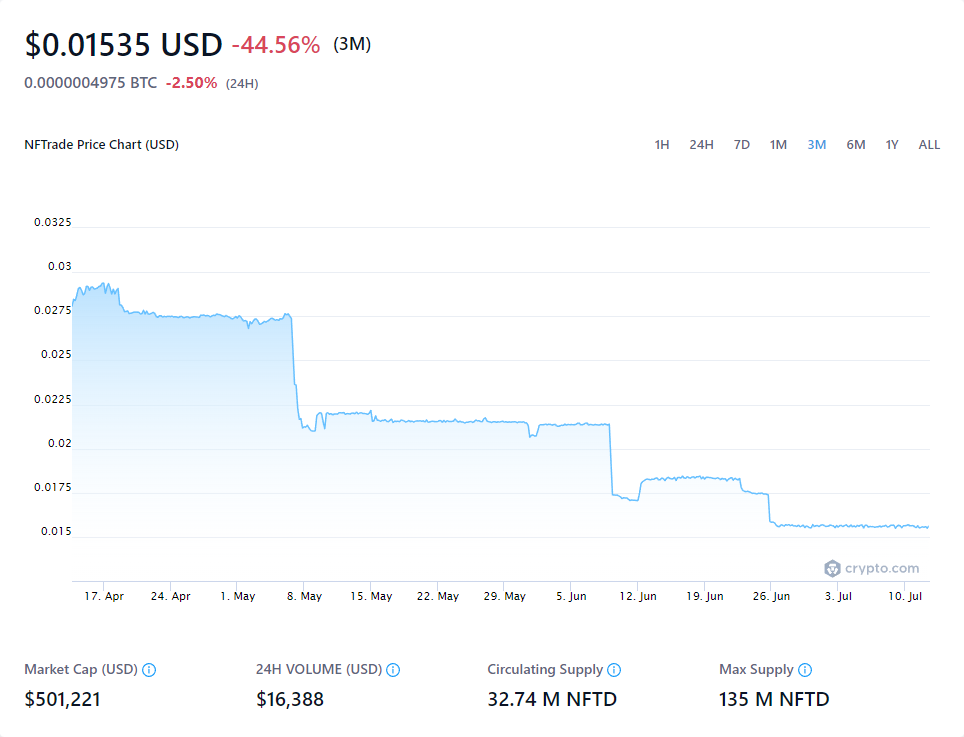 $0.01535 USD -44.56% (3M)
0.0000004975 BTC -2.50% (24H)
NFTrade Price Chart (USD) 1H 24H 7D 1M 3M 6M 1Y ALL
0.0325
0.03
0.0275
0.025
0.0225
0.02
0.0175
0.015
crypto.com
17. Apr 24. Apr 1. May 8. May 15. May 22. May 29. May 5. Jun 12. Jun 19. Jun 26. Jun 3. Jul 10. Jul
Market Cap (USD) 24H VOLUME (USD) Circulating Supply Max Supply
$501,221 $16,388 32.74 M NFTD 135 M NFTD